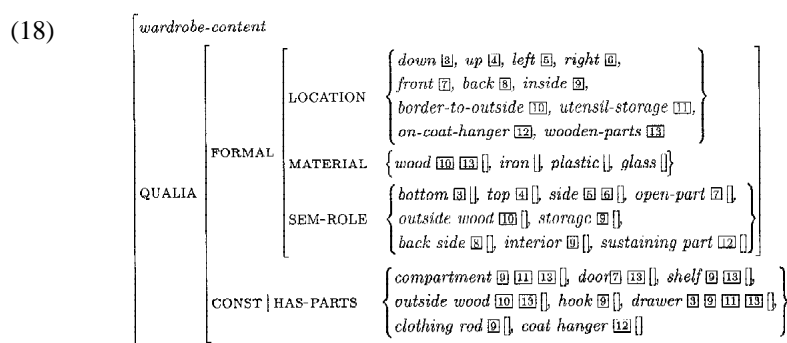 (18)
wardrobe-content
QUALIA
FORMAL
LOCATION
down 3, up 4, left 5, right 6,
front 7, back 8, inside 9,
border-to-outside 10, utensil-storage 11,
on-coat-hanger 12, wooden-parts 13
MATERIAL
{wood 10 13 [], iron [], plastic [], glass []}
SEM-ROLE
bottom 3 [], top 4 [], side 5 6 [], open-part 7 [],
outside wood 10 [], storage 9 [],
back side 8 [], interior 9 [], sustaining part 12 []
CONST | HAS-PARTS
compartment 9 11 13 [], door 7 13 [], shelf 9 13 [],
outside wood 10 13 [], hook 9 [], drawer 3 9 11 13 [],
clothing rod 9 [], coat hanger 12 []